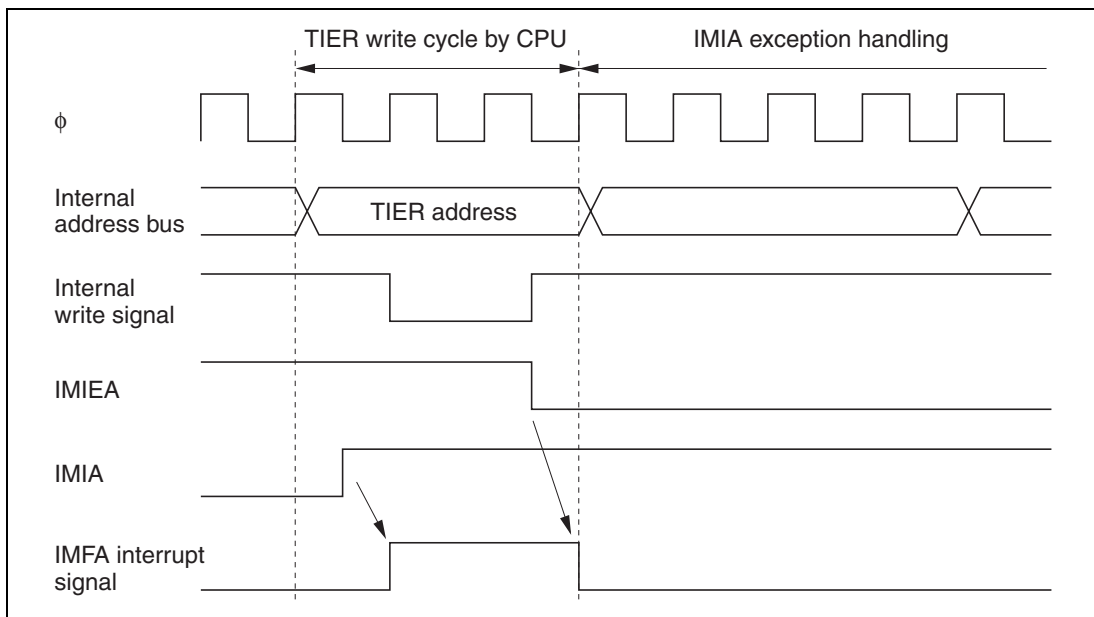 TIER write cycle by CPU
IMIA exception handling
φ
Internal
address bus
TIER address
Internal
write signal
IMIEA
IMIA
IMFA interrupt
signal